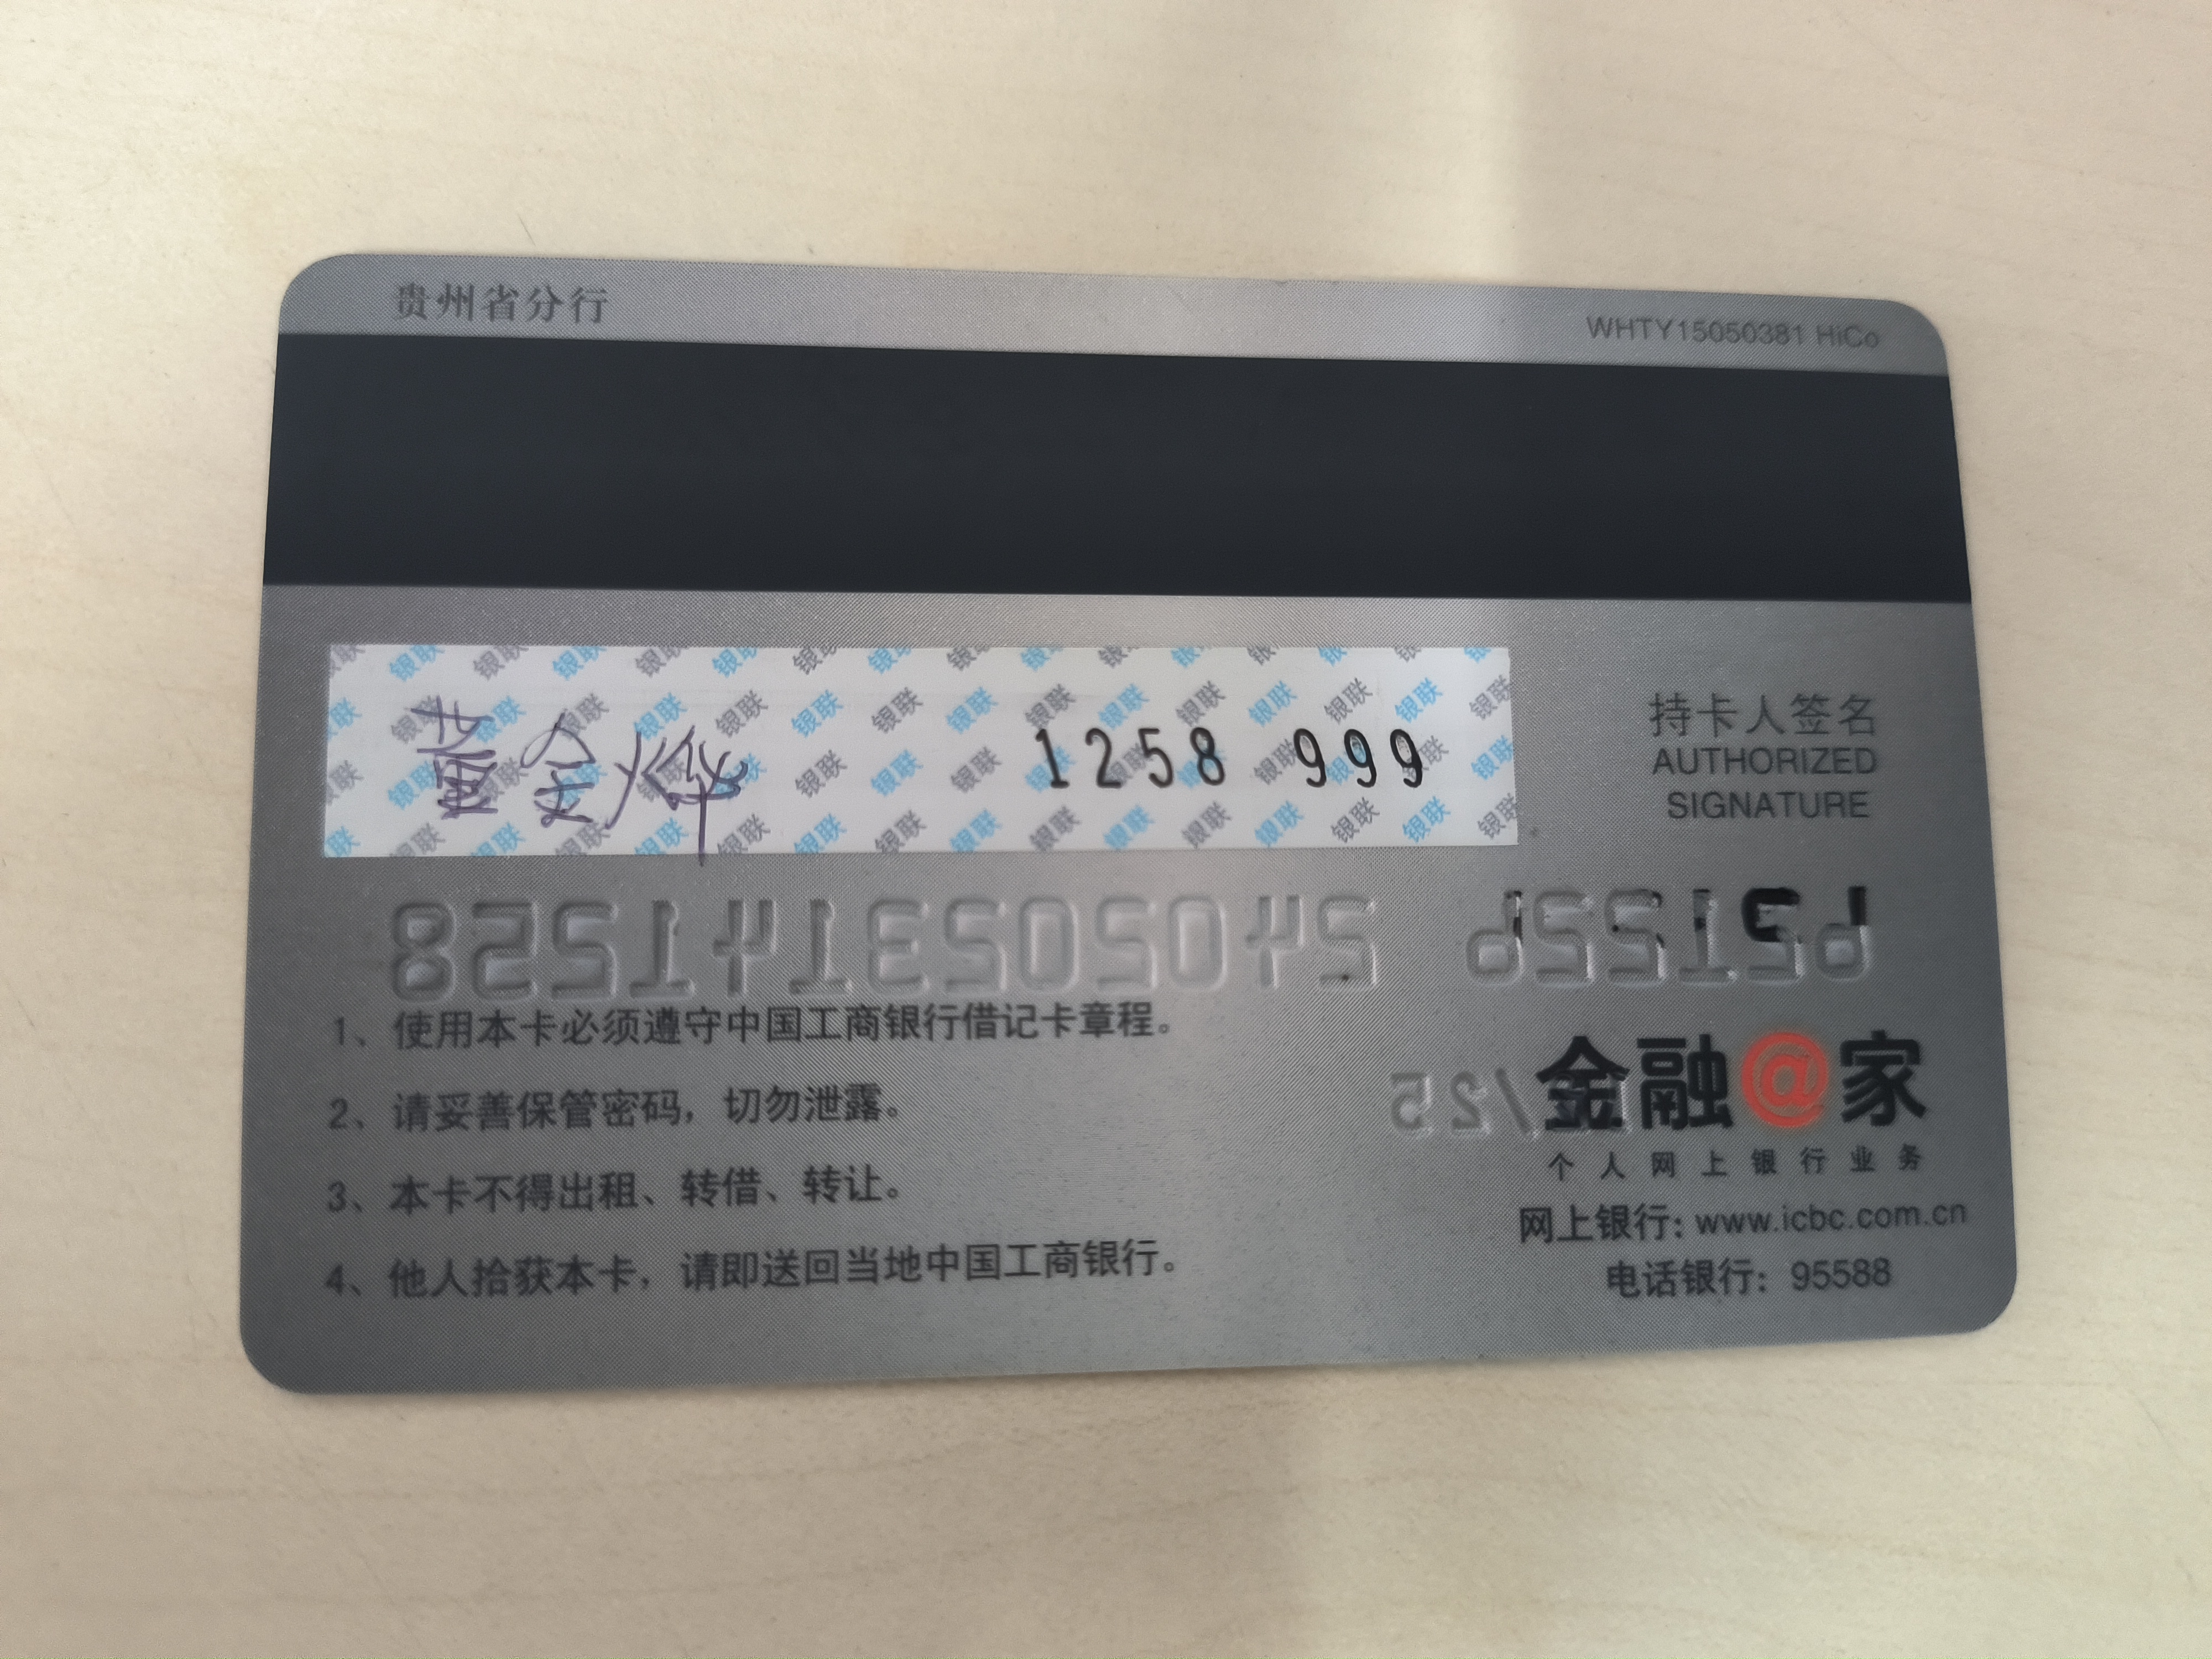 贵州省分行
WHTY15050381 HiCo
1258 999
持卡人签名
AUTHORIZED
SIGNATURE
1、使用本卡必须遵守中国工商银行借记卡章程。
2、请妥善保管密码，切勿泄露。
3、本卡不得出租、转借、转让。
4、他人拾获本卡，请即送回当地中国工商银行。
金融@家
个人网上银行业务
网上银行：www.icbc.com.cn
电话银行：95588